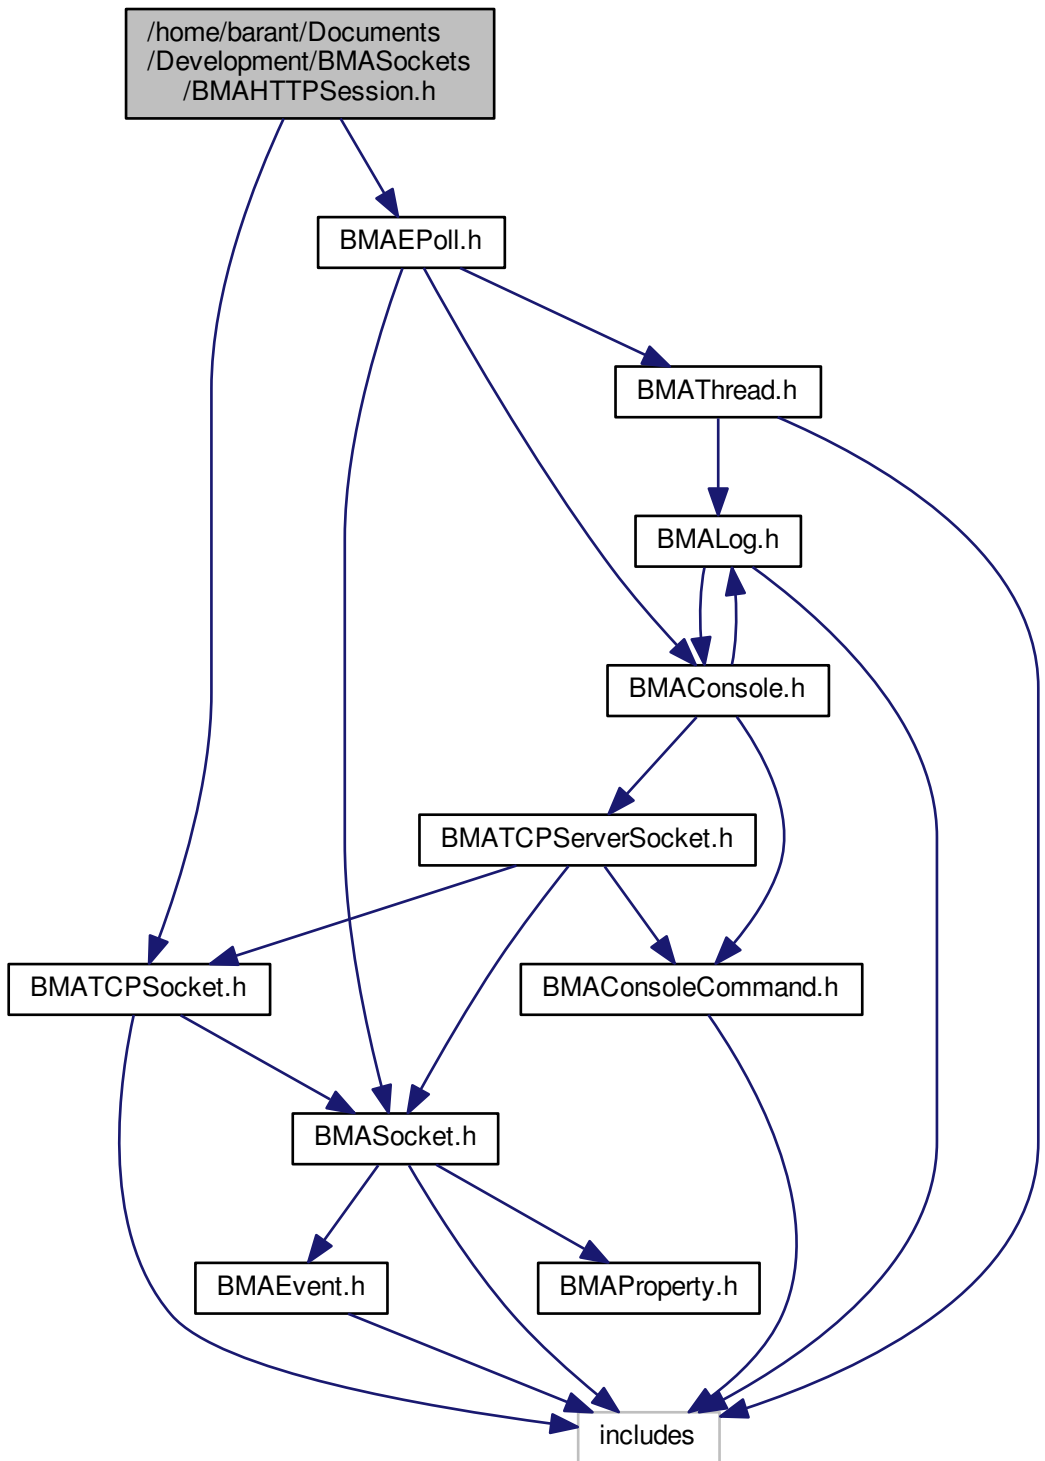 /home/barant/Documents
/Development/BMASockets
/BMAHTTPSession.h
BMAEPoll.h
BMAThread.h
BMALog.h
BMAConsole.h
BMATCPServerSocket.h
BMATCPSocket.h
BMAConsoleCommand.h
BMASocket.h
BMAEvent.h
BMAProperty.h
includes